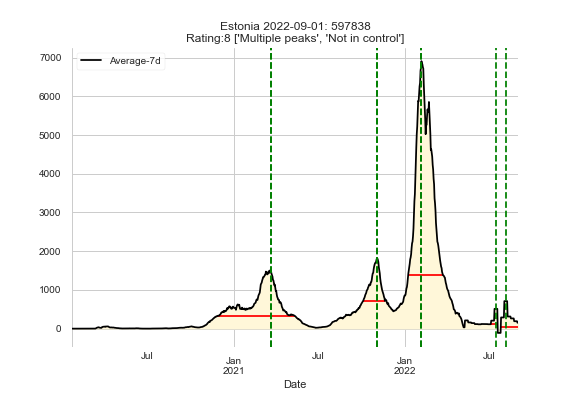 Estonia 2022-09-01: 597838
Rating:8 ['Multiple peaks', 'Not in control']
Average-7d
7000
6000
5000
4000
3000
2000
1000
0
Jul
Jan
2021
Jul
Jan
2022
Jul
Date